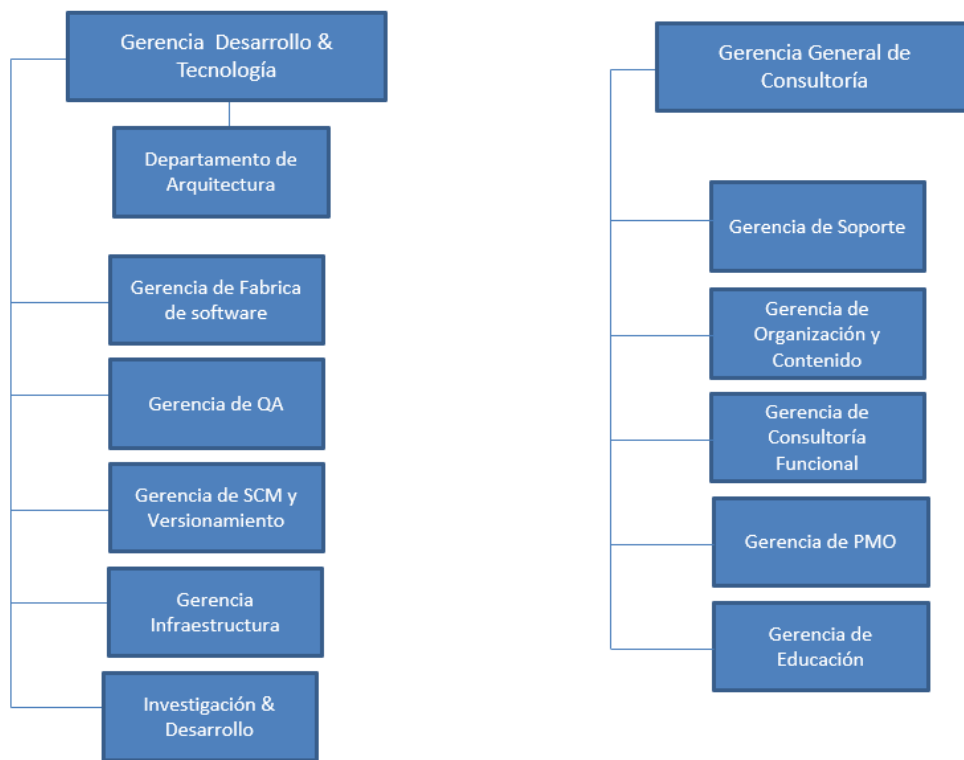 Gerencia Desarrollo &
Tecnología
Departamento de
Arquitectura
Gerencia de Fabrica
de software
Gerencia de QA
Gerencia de SCM y
Versionamiento
Gerencia
Infraestructura
Investigación &
Desarrollo
Gerencia General de
Consultoría
Gerencia de Soporte
Gerencia de
Organización y
Contenido
Gerencia de
Consultoría
Funcional
Gerencia de PMO
Gerencia de
Educación